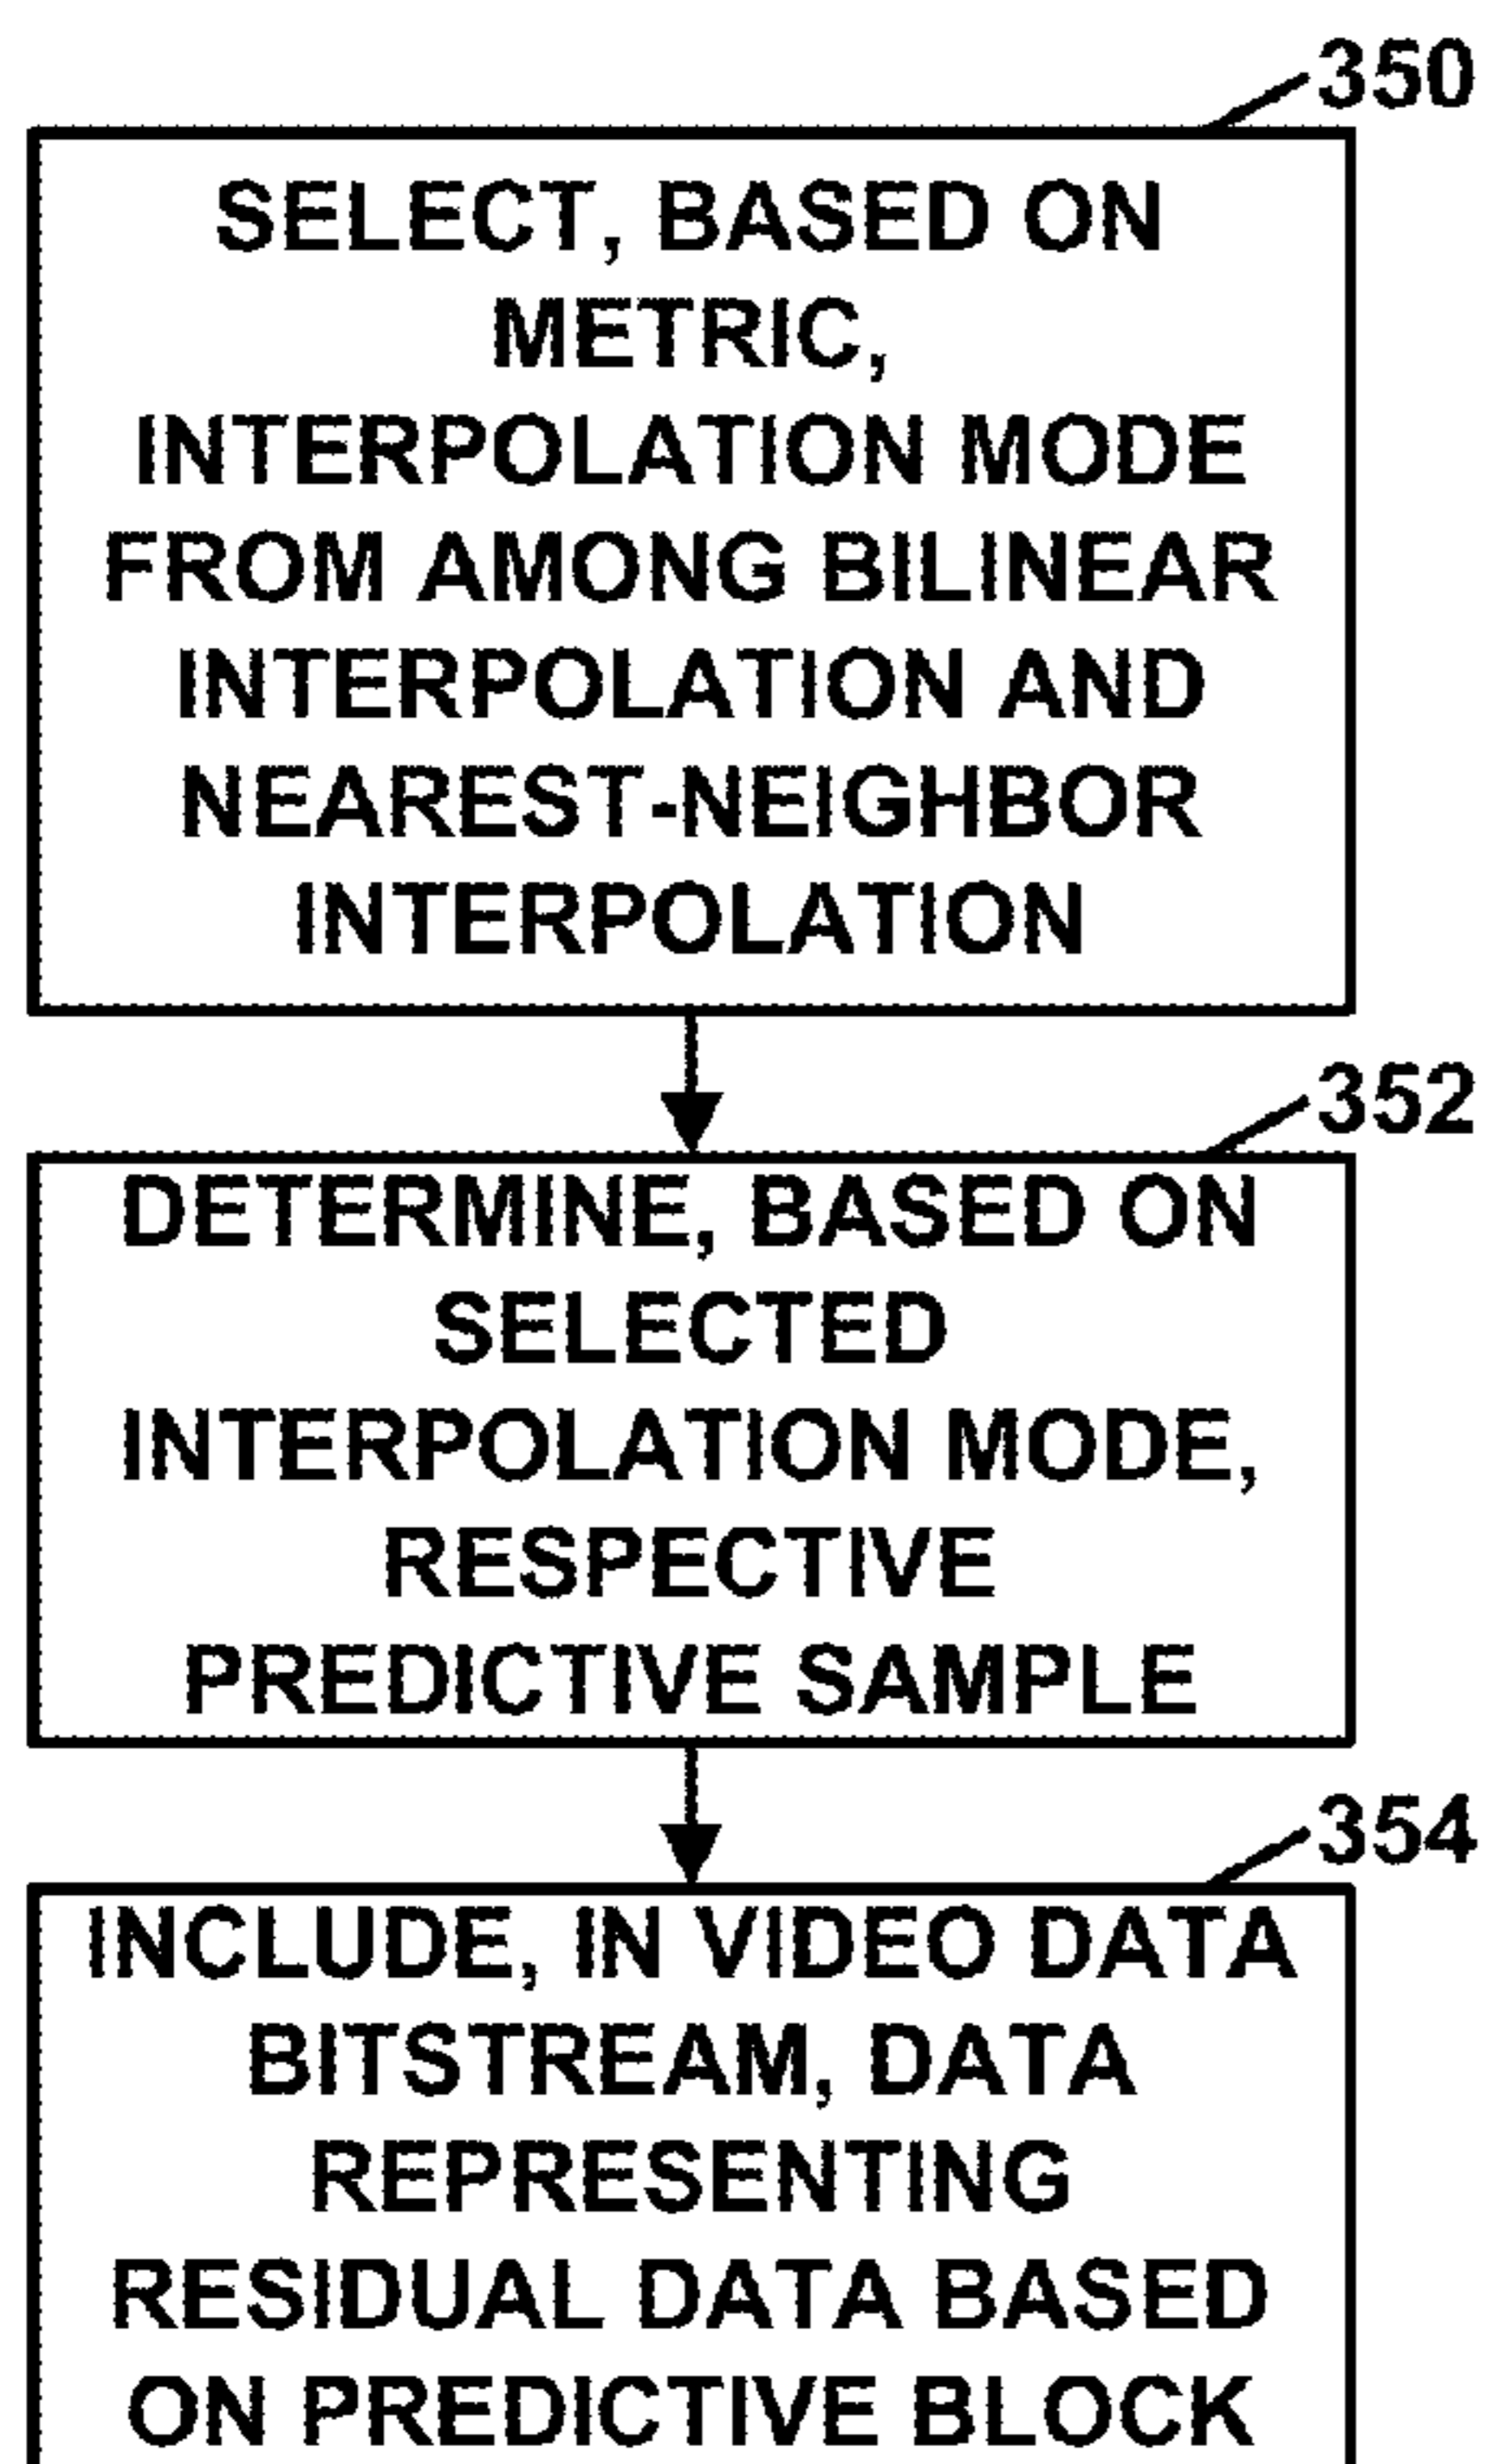 350
SELECT, BASED ON
METRIC,
INTERPOLATION MODE
FROM AMONG BILINEAR
INTERPOLATION AND
NEAREST-NEIGHBOR
INTERPOLATION
352
DETERMINE, BASED ON
SELECTED
INTERPOLATION MODE,
RESPECTIVE
PREDICTIVE SAMPLE
354
INCLUDE, IN VIDEO DATA
BITSTREAM, DATA
REPRESENTING
RESIDUAL DATA BASED
ON PREDICTIVE BLOCK